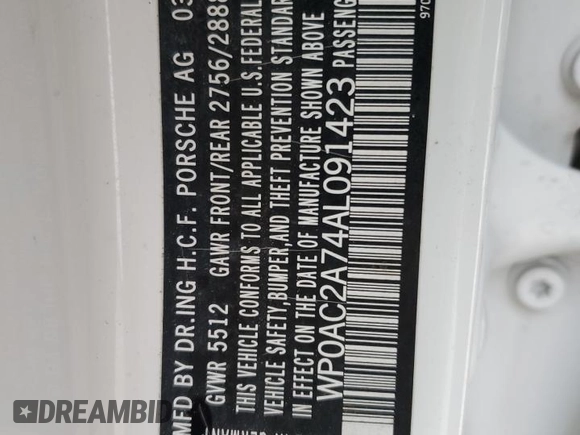 MFD BY DR.ING H.C.F. PORSCHE AG 03
GVWR 5512 GAWR FRONT/REAR 2756/2888
THIS VEHICLE CONFORMS TO ALL APPLICABLE U.S. FEDERAL
VEHICLE SAFETY, BUMPER, AND THEFT PREVENTION STANDAR
IN EFFECT ON THE DATE OF MANUFACTURE SHOWN ABOVE
WP0AC2A74AL091423 PASSENG
970
DREAMBID